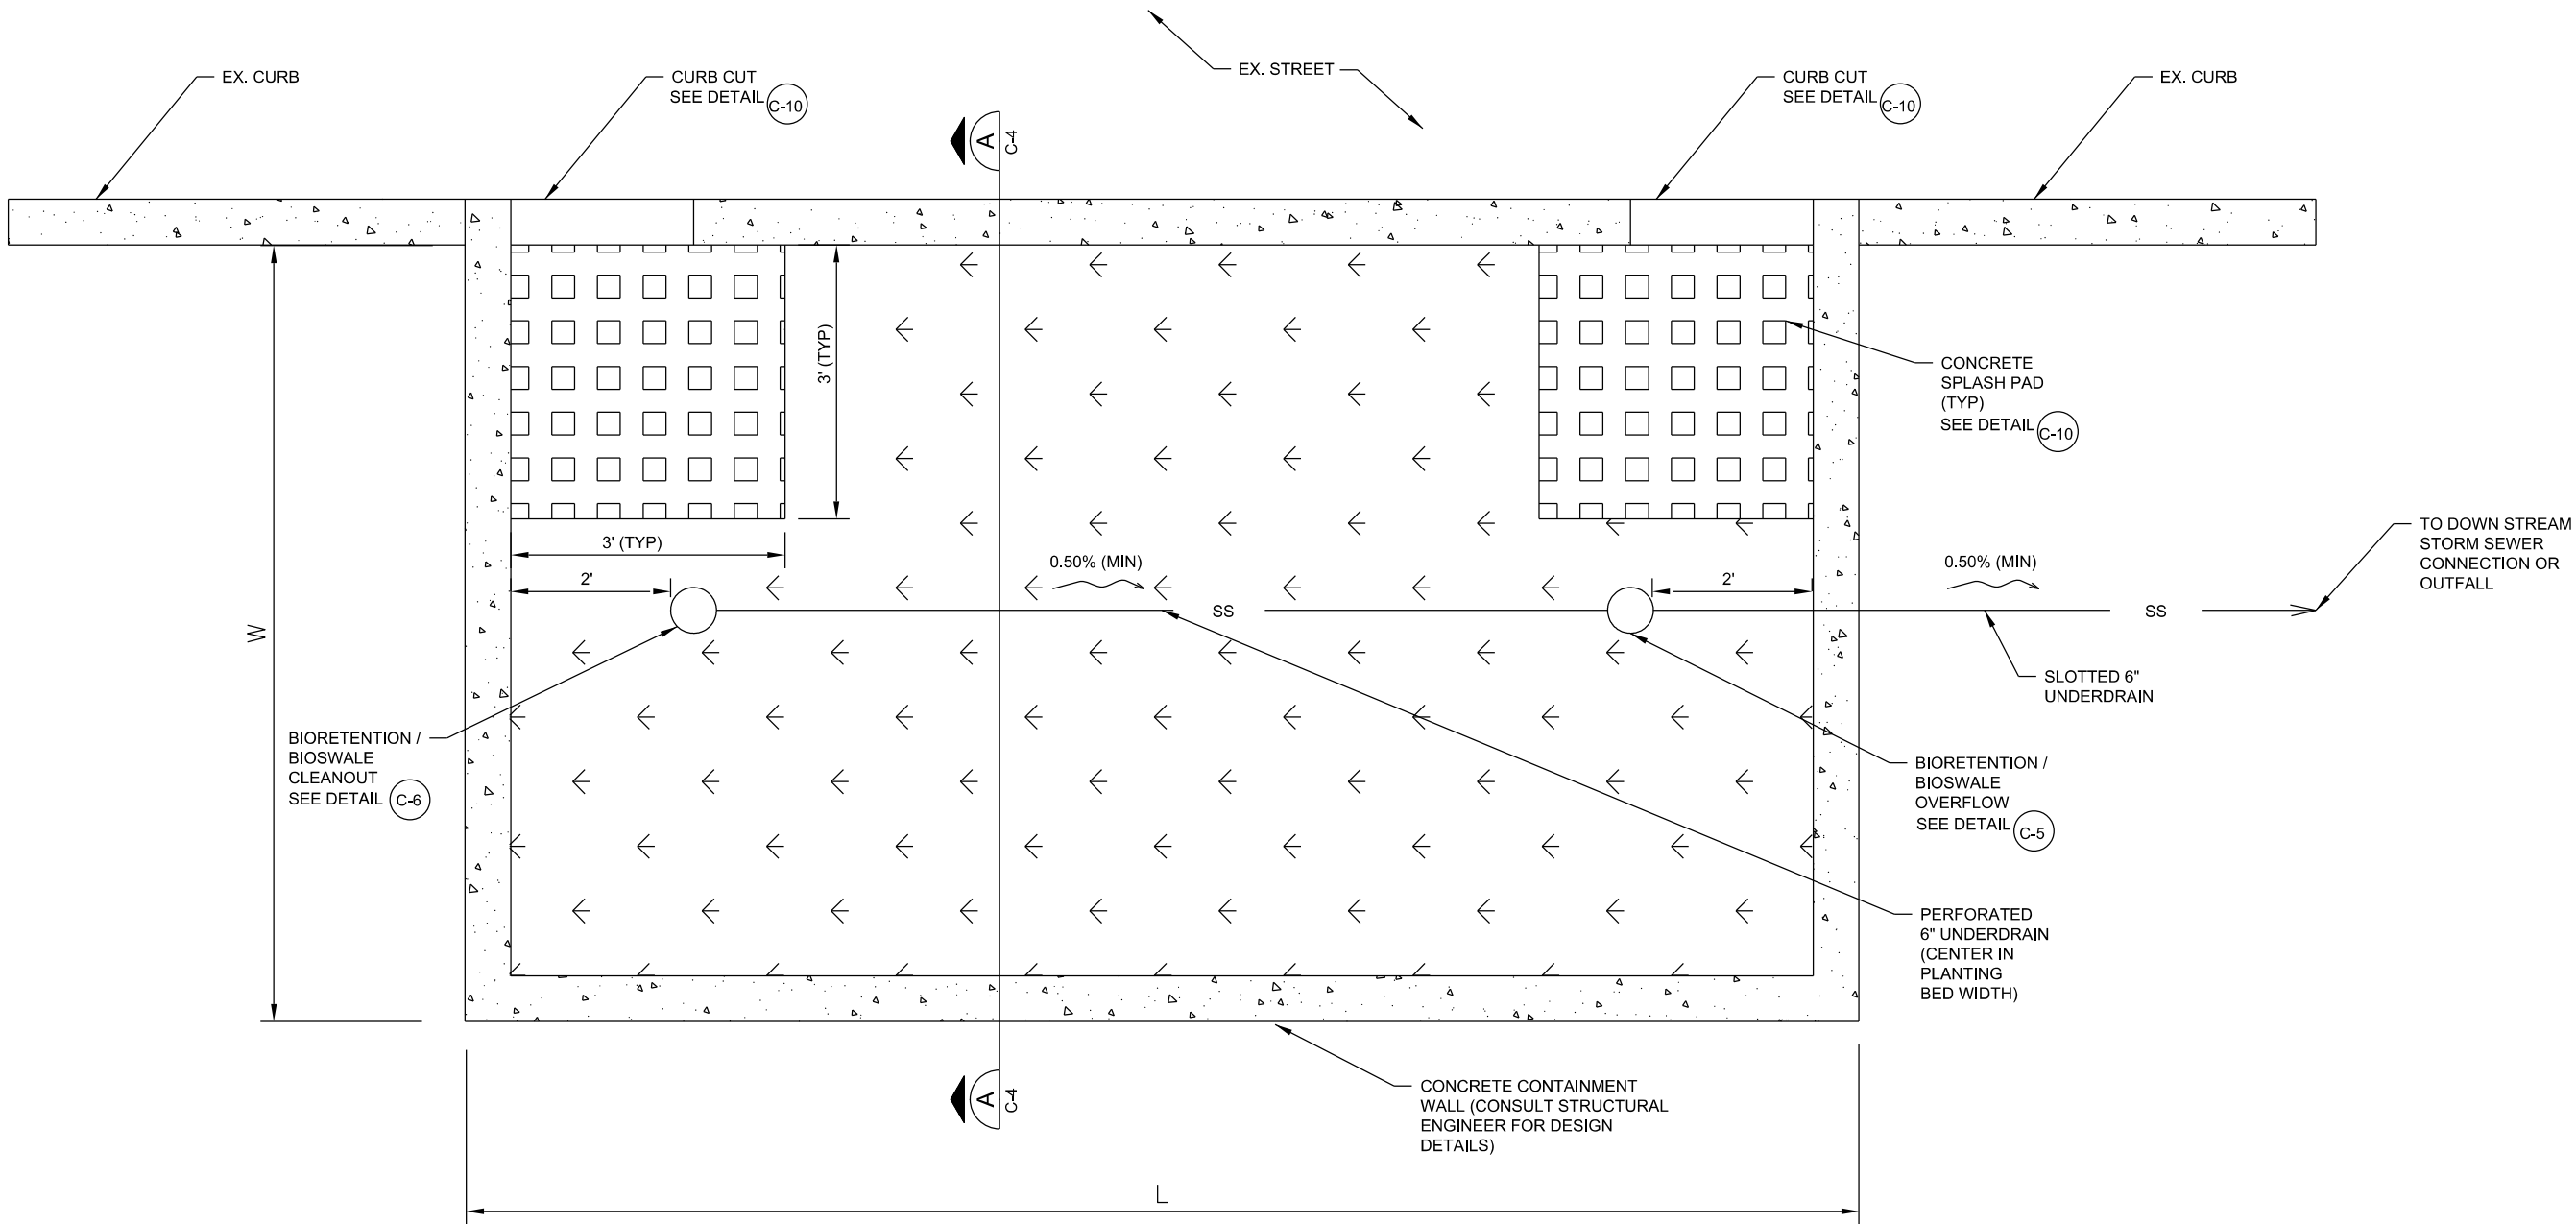 EX. STREET
EX. CURB
CURB CUT
SEE DETAIL C-10
CURB CUT
SEE DETAIL C-10
EX. CURB
A
C-4
3' (TYP)
CONCRETE
SPLASH PAD
(TYP)
SEE DETAIL C-10
3' (TYP)
2'
0.50% (MIN)
2'
0.50% (MIN)
TO DOWN STREAM
STORM SEWER
CONNECTION OR
OUTFALL
SS
SS
W
SLOTTED 6"
UNDERDRAIN
BIORETENTION /
BIOSWALE
CLEANOUT
SEE DETAIL C-6
BIORETENTION /
BIOSWALE
OVERFLOW
SEE DETAIL C-5
PERFORATED
6" UNDERDRAIN
(CENTER IN
PLANTING
BED WIDTH)
A
C-4
CONCRETE CONTAINMENT
WALL (CONSULT STRUCTURAL
ENGINEER FOR DESIGN
DETAILS)
L